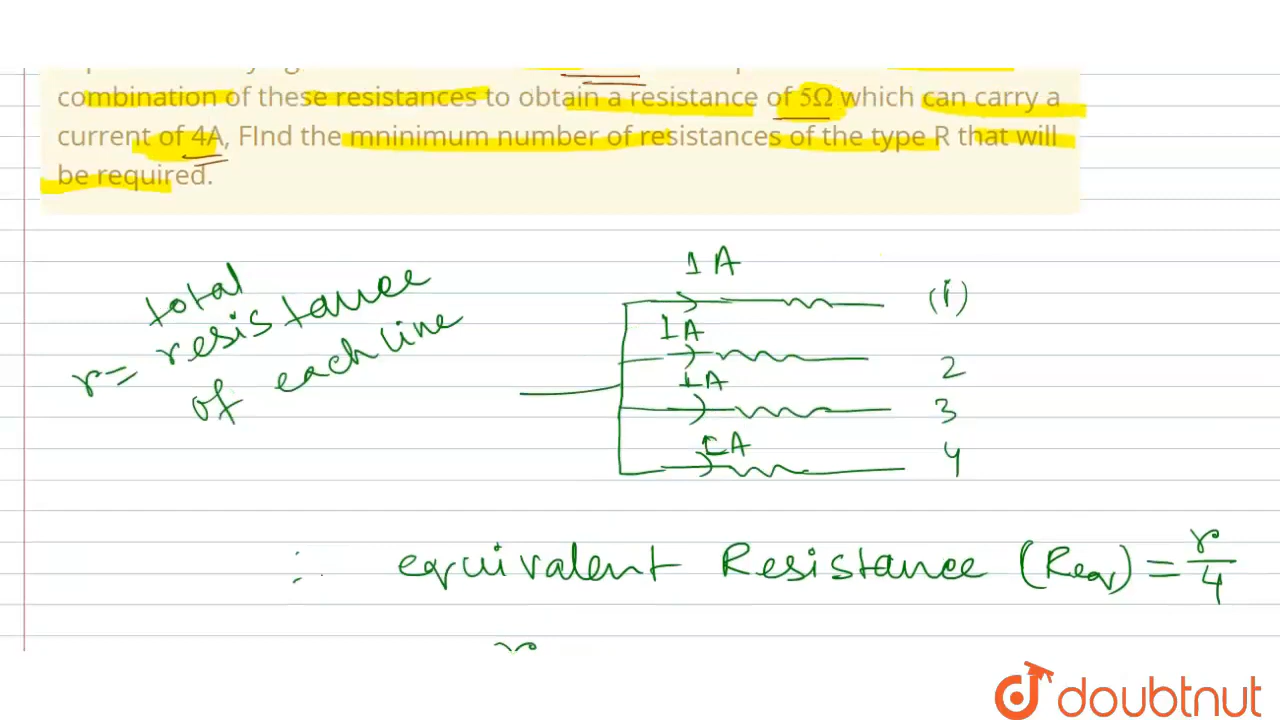 combination of these resistances to obtain a resistance of 5Ω which can carry a
current of 4A, FInd the mninimum number of resistances of the type R that will
be required.
1 A
(1)
1A
2
1A
3
1A
4
total
r = resistance
of each line
∴ equivalent Resistance (Req) = r/4
r
doubtnut